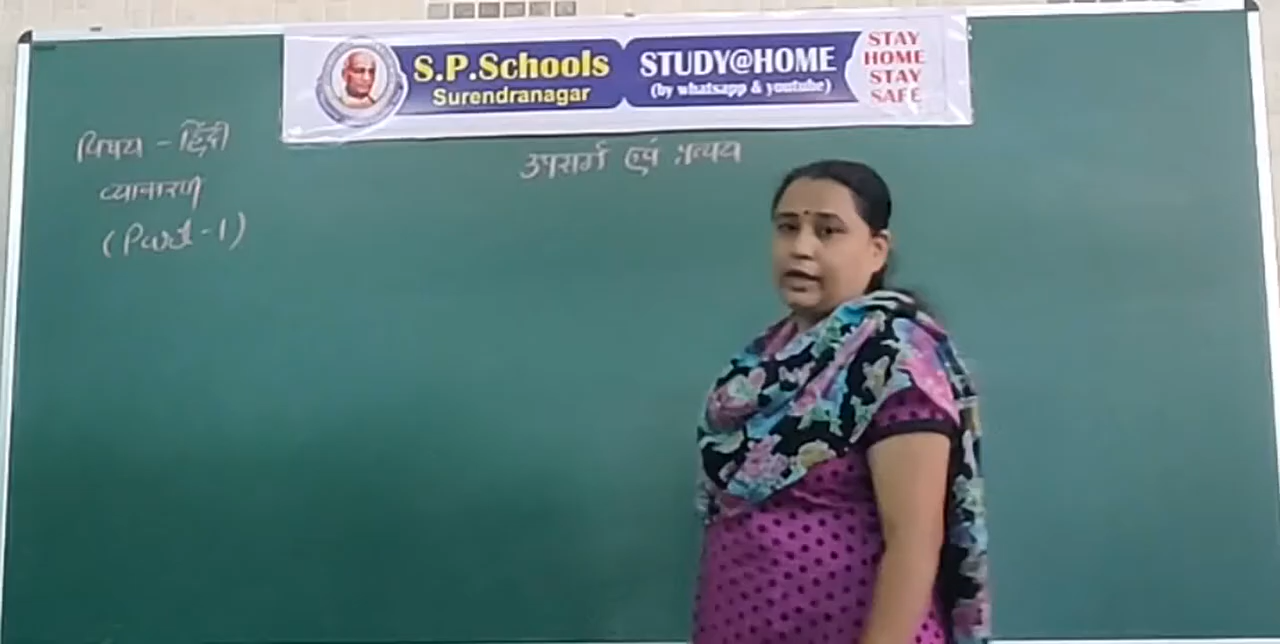 S.P.Schools
Surendranagar
STUDY@HOME
(by whatsapp & youtube)
STAY
HOME
STAY
SAFE
विषय - हिंदी
व्याकरण
(Part-1)
उपसर्ग एवं प्रत्यय